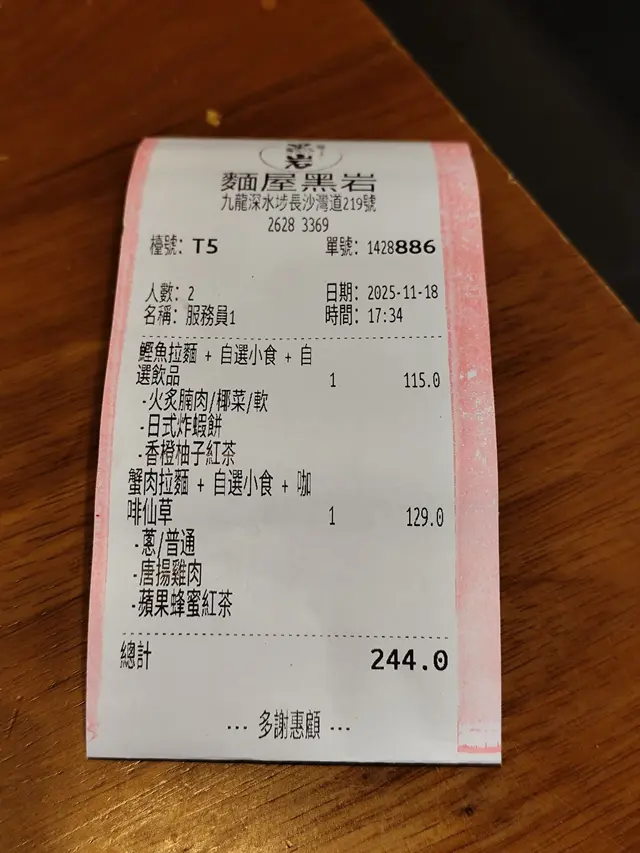 黑岩
麵屋黑岩
九龍深水埗長沙灣道219號
2628 3369
檯號: T5 單號: 1428886
人數: 2 日期: 2025-11-18
名稱: 服務員1 時間: 17:34
鰹魚拉麵 + 自選小食 + 自
選飲品 1 115.0
-火炙腩肉/椰菜/軟
-日式炸蝦餅
-香橙柚子紅茶
蟹肉拉麵 + 自選小食 + 咖
啡仙草 1 129.0
-蔥/普通
-唐揚雞肉
-蘋果蜂蜜紅茶
總計 244.0
... 多謝惠顧 ...